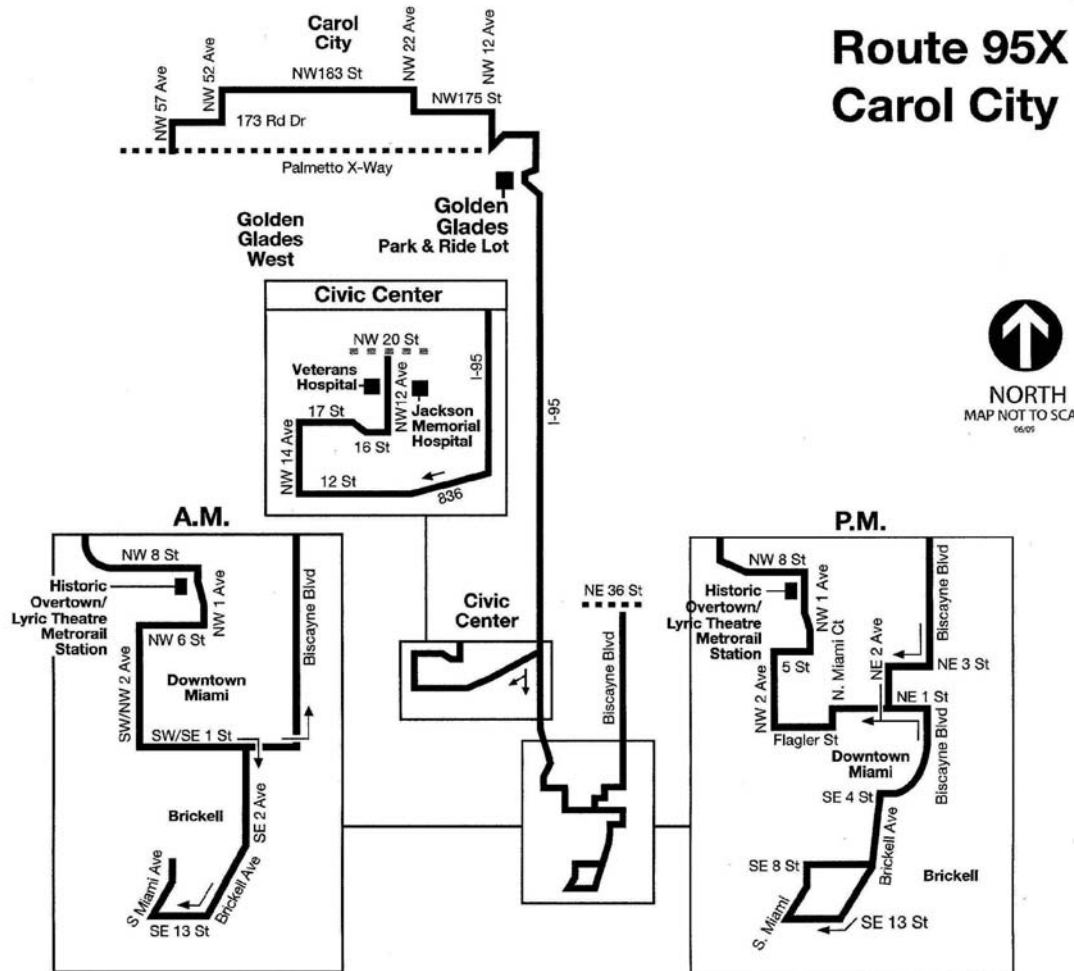 Route 95X
Carol City
Carol
City
NW 57 Ave
NW 52 Ave
NW183 St
NW 22 Ave
NW 12 Ave
NW175 St
173 Rd Dr
Palmetto X-Way
Golden
Glades
Park & Ride Lot
Golden
Glades
West
Civic Center
NW 20 St
Veterans
Hospital
NW12 Ave
Jackson
Memorial
Hospital
I-95
17 St
16 St
NW 14 Ave
12 St
836
I-95
NORTH
MAP NOT TO SCA
06/09
A.M.
NW 8 St
Historic
Overtown/
Lyric Theatre
Metrorail
Station
NW 1 Ave
NW 6 St
Biscayne Blvd
SW/NW 2 Ave
Downtown
Miami
SW/SE 1 St
SE 2 Ave
Brickell
S Miami Ave
Brickell Ave
SE 13 St
Civic
Center
NE 36 St
Biscayne Blvd
P.M.
NW 8 St
Historic
Overtown/
Lyric Theatre
Metrorail
Station
NW 1 Ave
5 St
N. Miami Ct
NE 2 Ave
Biscayne Blvd
NE 3 St
NE 1 St
NW 2 Ave
Flagler St
Downtown
Miami
Biscayne Blvd
SE 4 St
Brickell Ave
SE 8 St
Brickell
S. Miami
SE 13 St